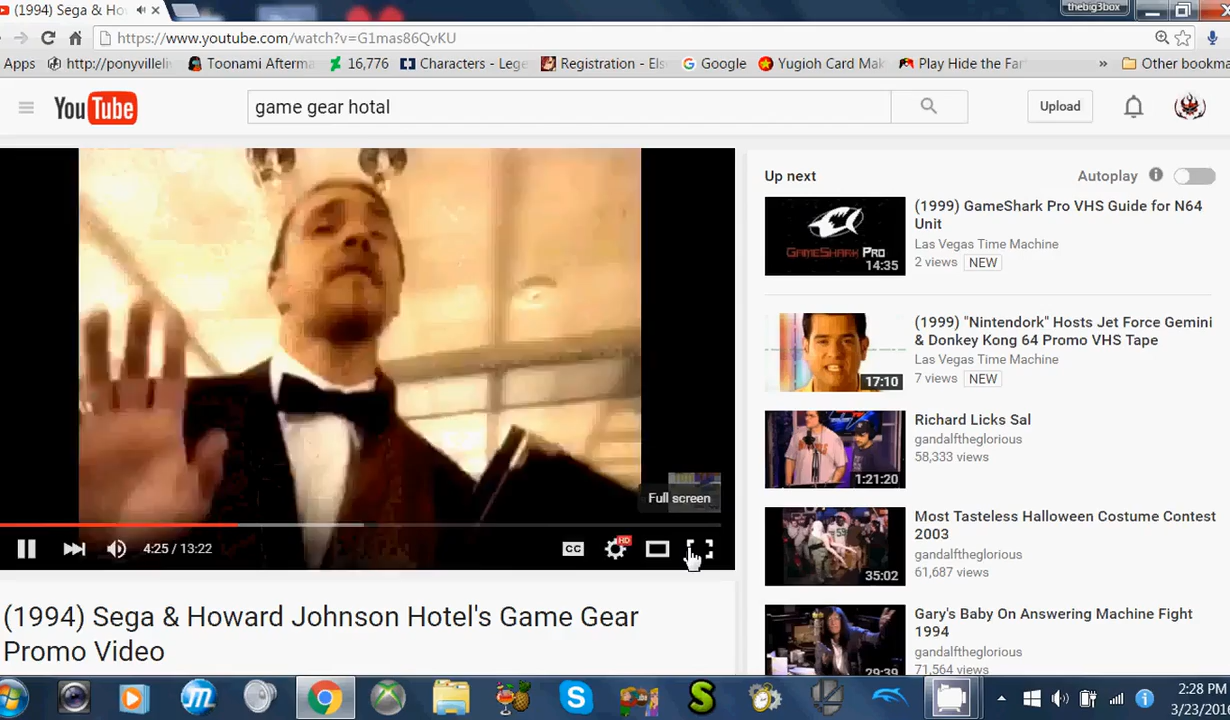 (1994) Sega & Ho
thebig3box
https://www.youtube.com/watch?v=G1mas86QvKU
Apps http://ponyvilleli Toonami Afterma 16,776 Characters - Lege Registration - Els Google Yugioh Card Mak Play Hide the Far » Other bookma
YouTube
game gear hotal
Upload
Up next
Autoplay
(1999) GameShark Pro VHS Guide for N64
Unit
Las Vegas Time Machine
2 views NEW
GAMESHARK PRO
14:35
(1999) "Nintendork" Hosts Jet Force Gemini
& Donkey Kong 64 Promo VHS Tape
Las Vegas Time Machine
7 views NEW
17:10
Richard Licks Sal
gandalftheglorious
58,333 views
1:21:20
Full screen
Most Tasteless Halloween Costume Contest
2003
gandalftheglorious
61,687 views
35:02
4:25 / 13:22
CC
HD
(1994) Sega & Howard Johnson Hotel's Game Gear
Promo Video
Gary's Baby On Answering Machine Fight
1994
gandalftheglorious
71,564 views
29:39
2:28 PM
3/23/201